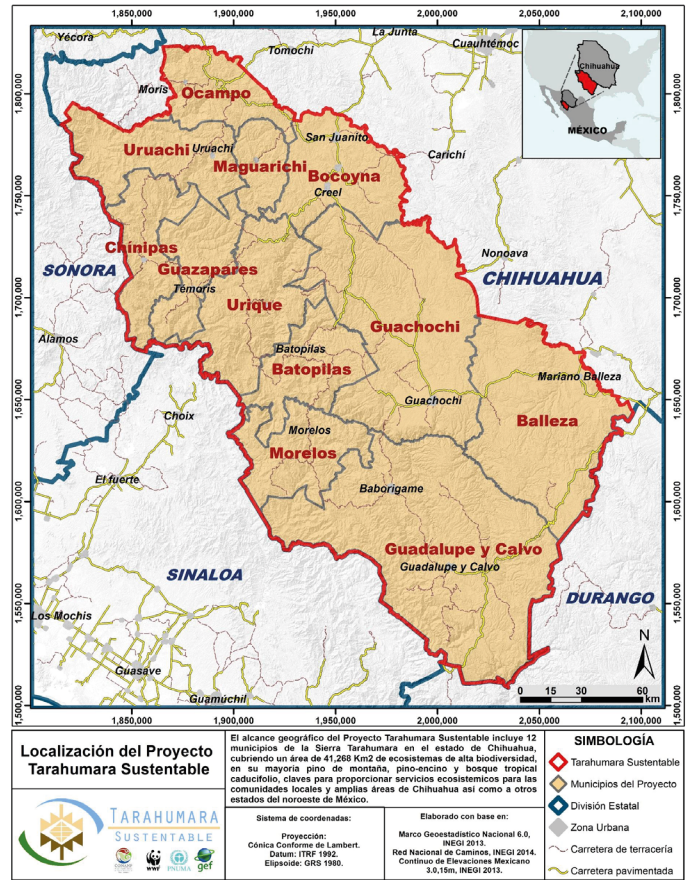 1,850,000 1,900,000 1,950,000 2,000,000 2,050,000 2,100,000
Yécora
La Junta
Tomochi
Cuauhtémoc
Chihuahua
MÉXICO
1,800,000
1,800,000
Moris
Ocampo
San Juanito
Uruachi
Uruachi
Maguarichi
Bocoyna
Carichí
Creel
1,750,000
1,750,000
Chínipas
Nonoava
SONORA
Guazapares
CHIHUAHUA
Témoris
Urique
1,700,000
1,700,000
Guachochi
Alamos
Batopilas
Batopilas
Mariano Balleza
Guachochi
1,650,000
1,650,000
Choix
Balleza
Morelos
Morelos
El fuerte
Baborigame
1,600,000
1,600,000
Guadalupe y Calvo
Guadalupe y Calvo
SINALOA
DURANGO
Los Mochis
1,550,000
1,550,000
N
Guasave
Guamúchil
0 15 30 60
km
1,500,000
1,500,000
1,850,000 1,900,000 1,950,000 2,000,000 2,050,000 2,100,000
Localización del Proyecto
Tarahumara Sustentable
TARAHUMARA
SUSTENTABLE
WWF
PNUMA
gef
El alcance geográfico del Proyecto Tarahumara Sustentable incluye 12
municipios de la Sierra Tarahumara en el estado de Chihuahua,
cubriendo un área de 41,268 Km2 de ecosistemas de alta biodiversidad,
en su mayoria pino de montaña, pino-encino y bosque tropical
caducifolio, claves para proporcionar servicios ecosistemicos para las
comunidades locales y amplias áreas de Chihuahua así como a otros
estados del noroeste de México.
Sistema de coordenadas:
Proyección:
Cónica Conforme de Lambert.
Datum: ITRF 1992.
Elipsoide: GRS 1980.
Elaborado con base en:
Marco Geoestadístico Nacional 6.0,
INEGI 2013.
Red Nacional de Caminos, INEGI 2014.
Continuo de Elevaciones Mexicano
3.0,15m, INEGI 2013.
SIMBOLOGÍA
Tarahumara Sustentable
Municipios del Proyecto
División Estatal
Zona Urbana
Carretera de terracería
Carretera pavimentada